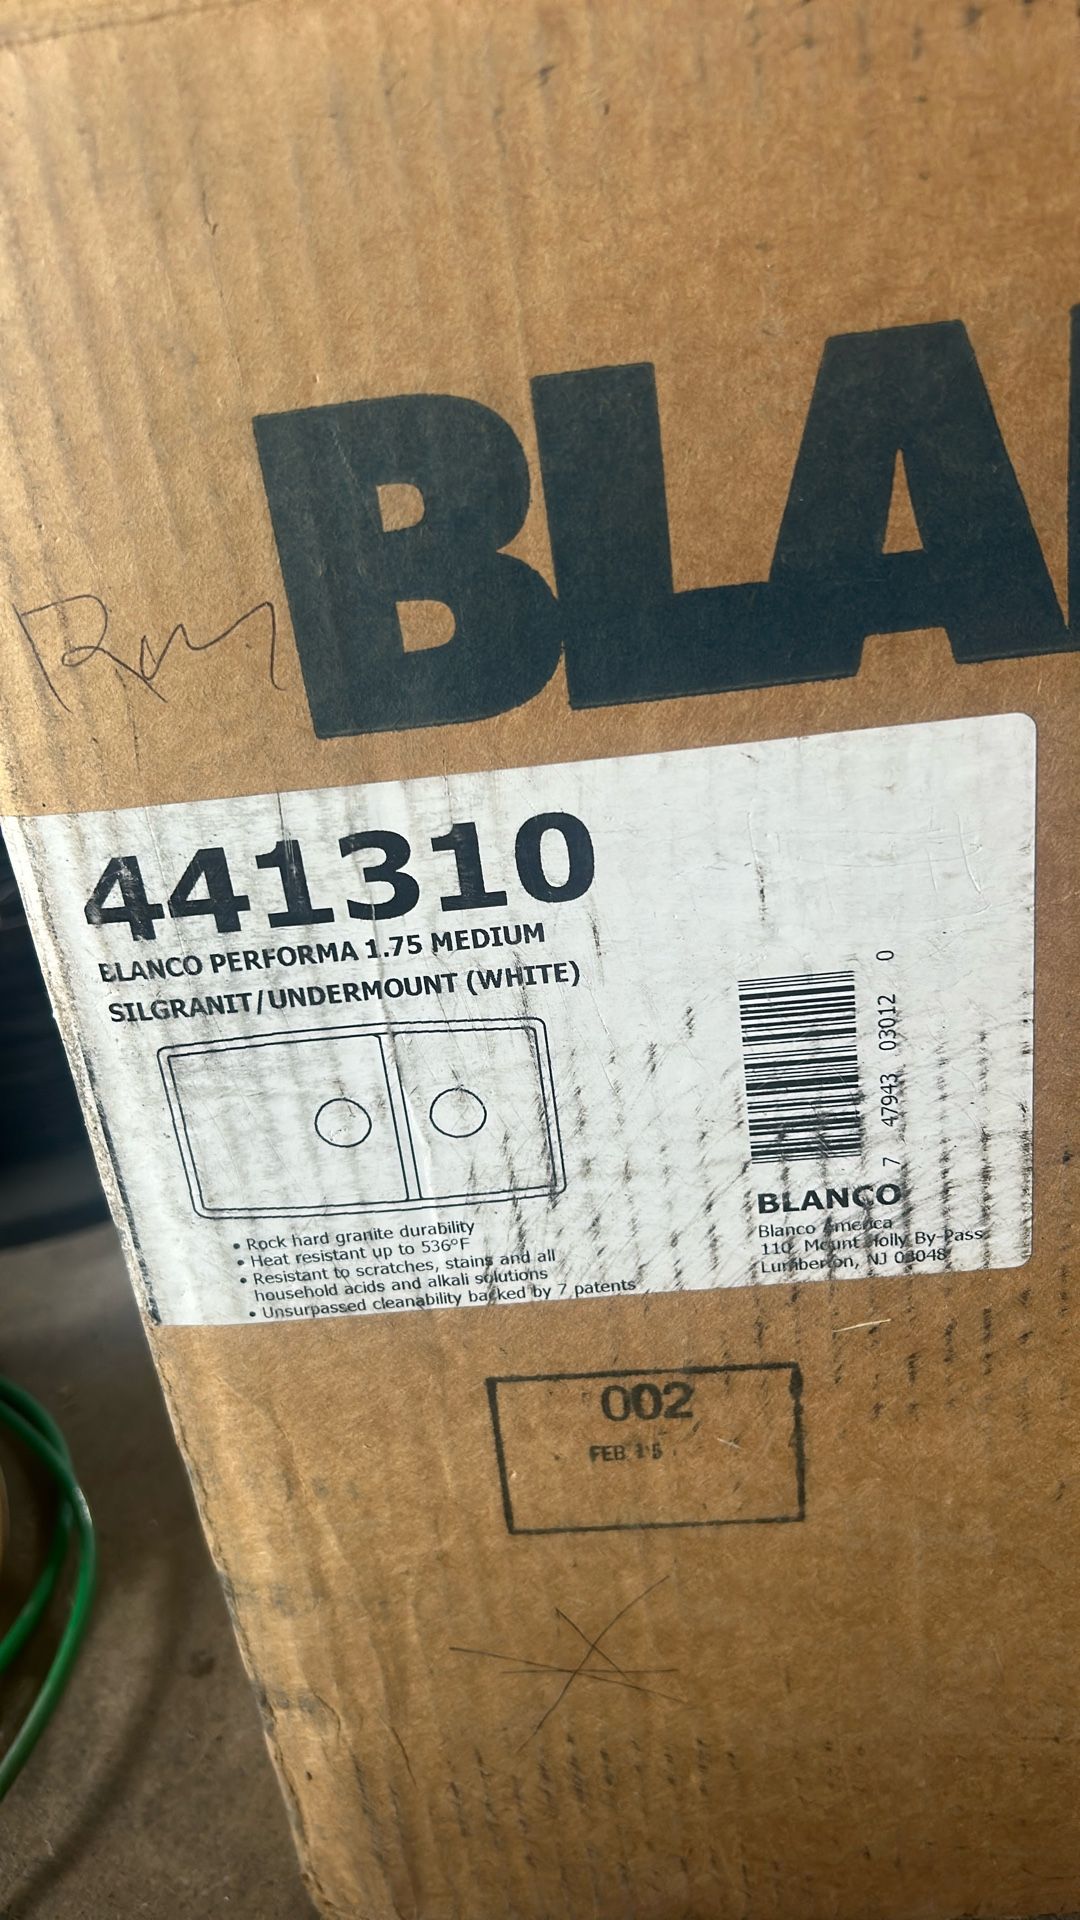 BLA
441310
BLANCO PERFORMA 1.75 MEDIUM
SILGRANIT/UNDERMOUNT (WHITE)
7 47943 03012 0
• Rock hard granite durability
• Heat resistant up to 536°F
• Resistant to scratches, stains and all
household acids and alkali solutions
• Unsurpassed cleanability backed by 7 patents
BLANCO
Blanco America
110 Mount Holly By-Pass
Lumberton, NJ 08048
002
FEB 15